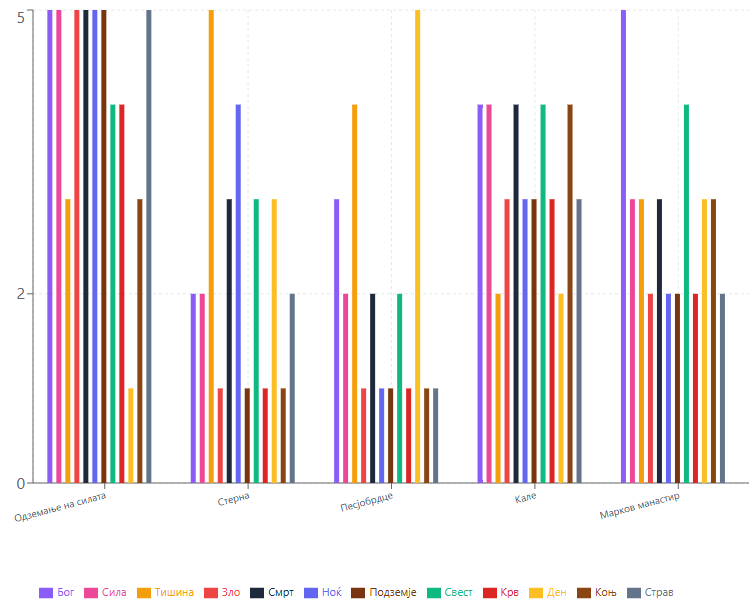 5
2
0
Одземање на силата
Стерна
Песјобрдце
Кале
Марков манастир
Бог Сила Тишина Зло Смрт Ноќ Подземје Свест Крв Ден Коњ Страв